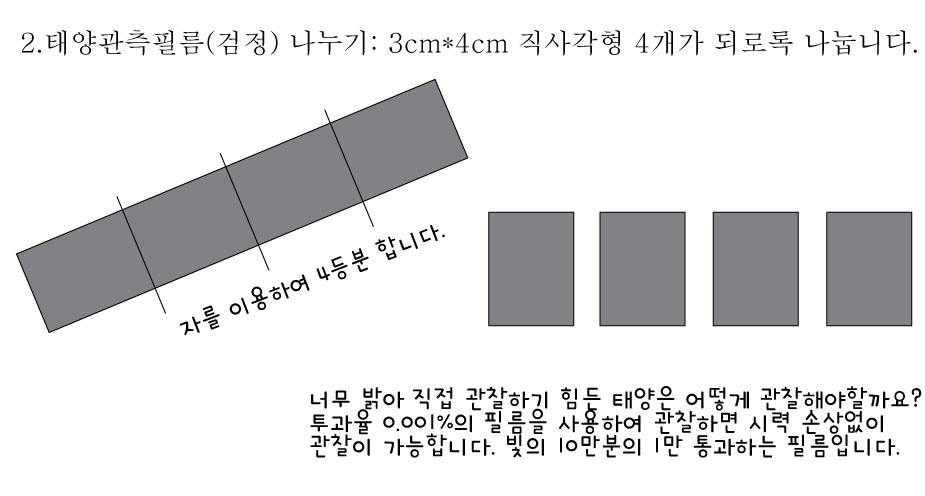 2.태양관측필름(검정) 나누기: 3cm*4cm 직사각형 4개가 되로록 나눕니다.
자를 이용하여 4등분 합니다.
너무 밝아 직접 관찰하기 힘든 태양은 어떻게 관찰해야할까요?
투과율 0.001%의 필름을 사용하여 관찰하면 시력 손상없이
관찰이 가능합니다. 빛의 10만분의 1만 통과하는 필름입니다.